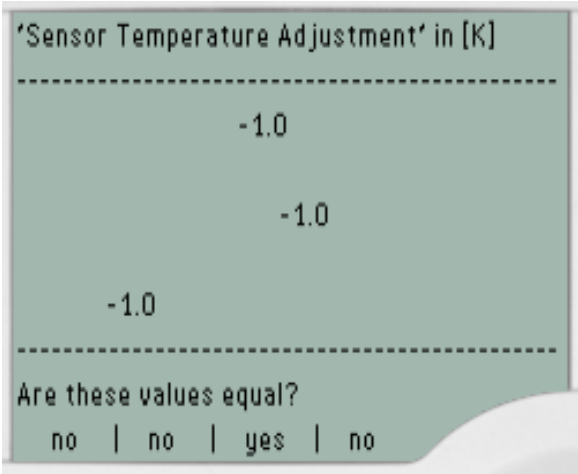 'Sensor Temperature Adjustment' in [K]
---------------------------------------------
-1.0
-1.0
-1.0
---------------------------------------------
Are these values equal?
no | no | yes | no